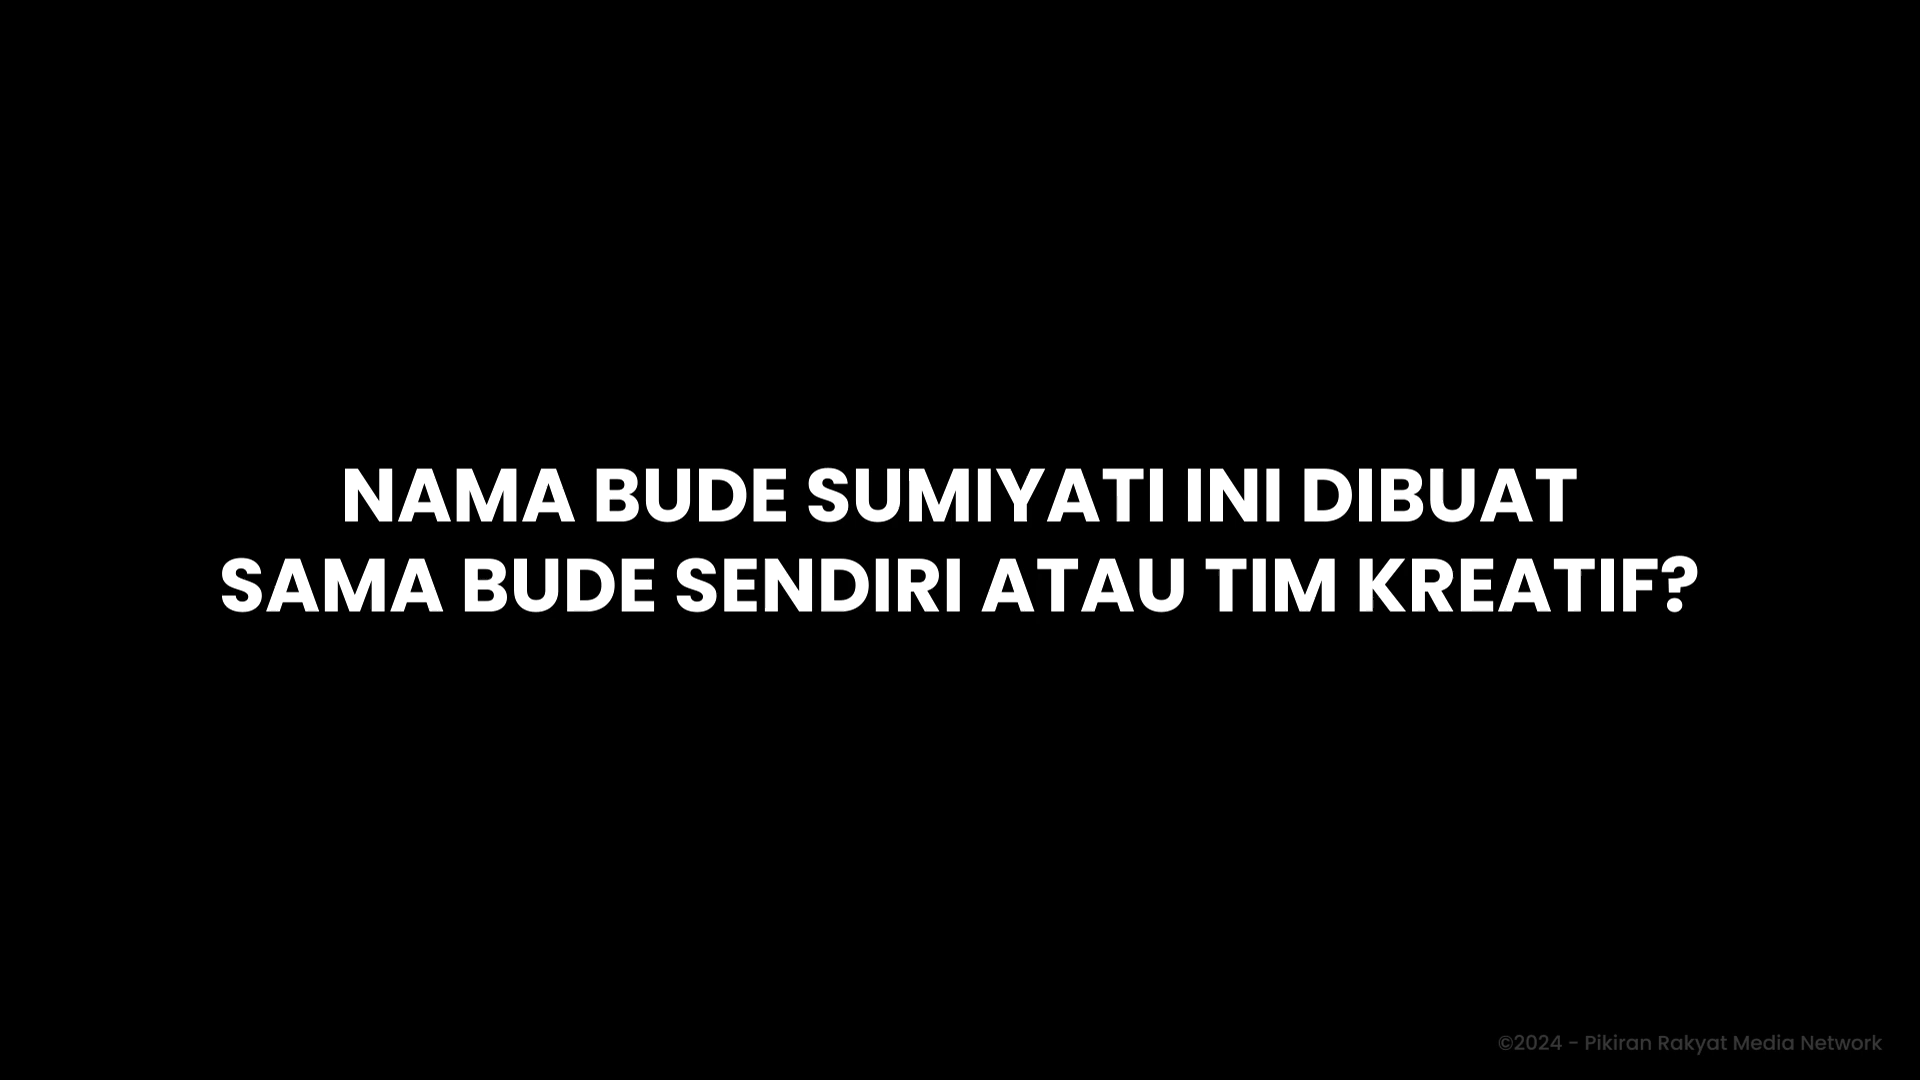 NAMA BUDE SUMIYATI INI DIBUAT
SAMA BUDE SENDIRI ATAU TIM KREATIF?
©2024 - Pikiran Rakyat Media Network